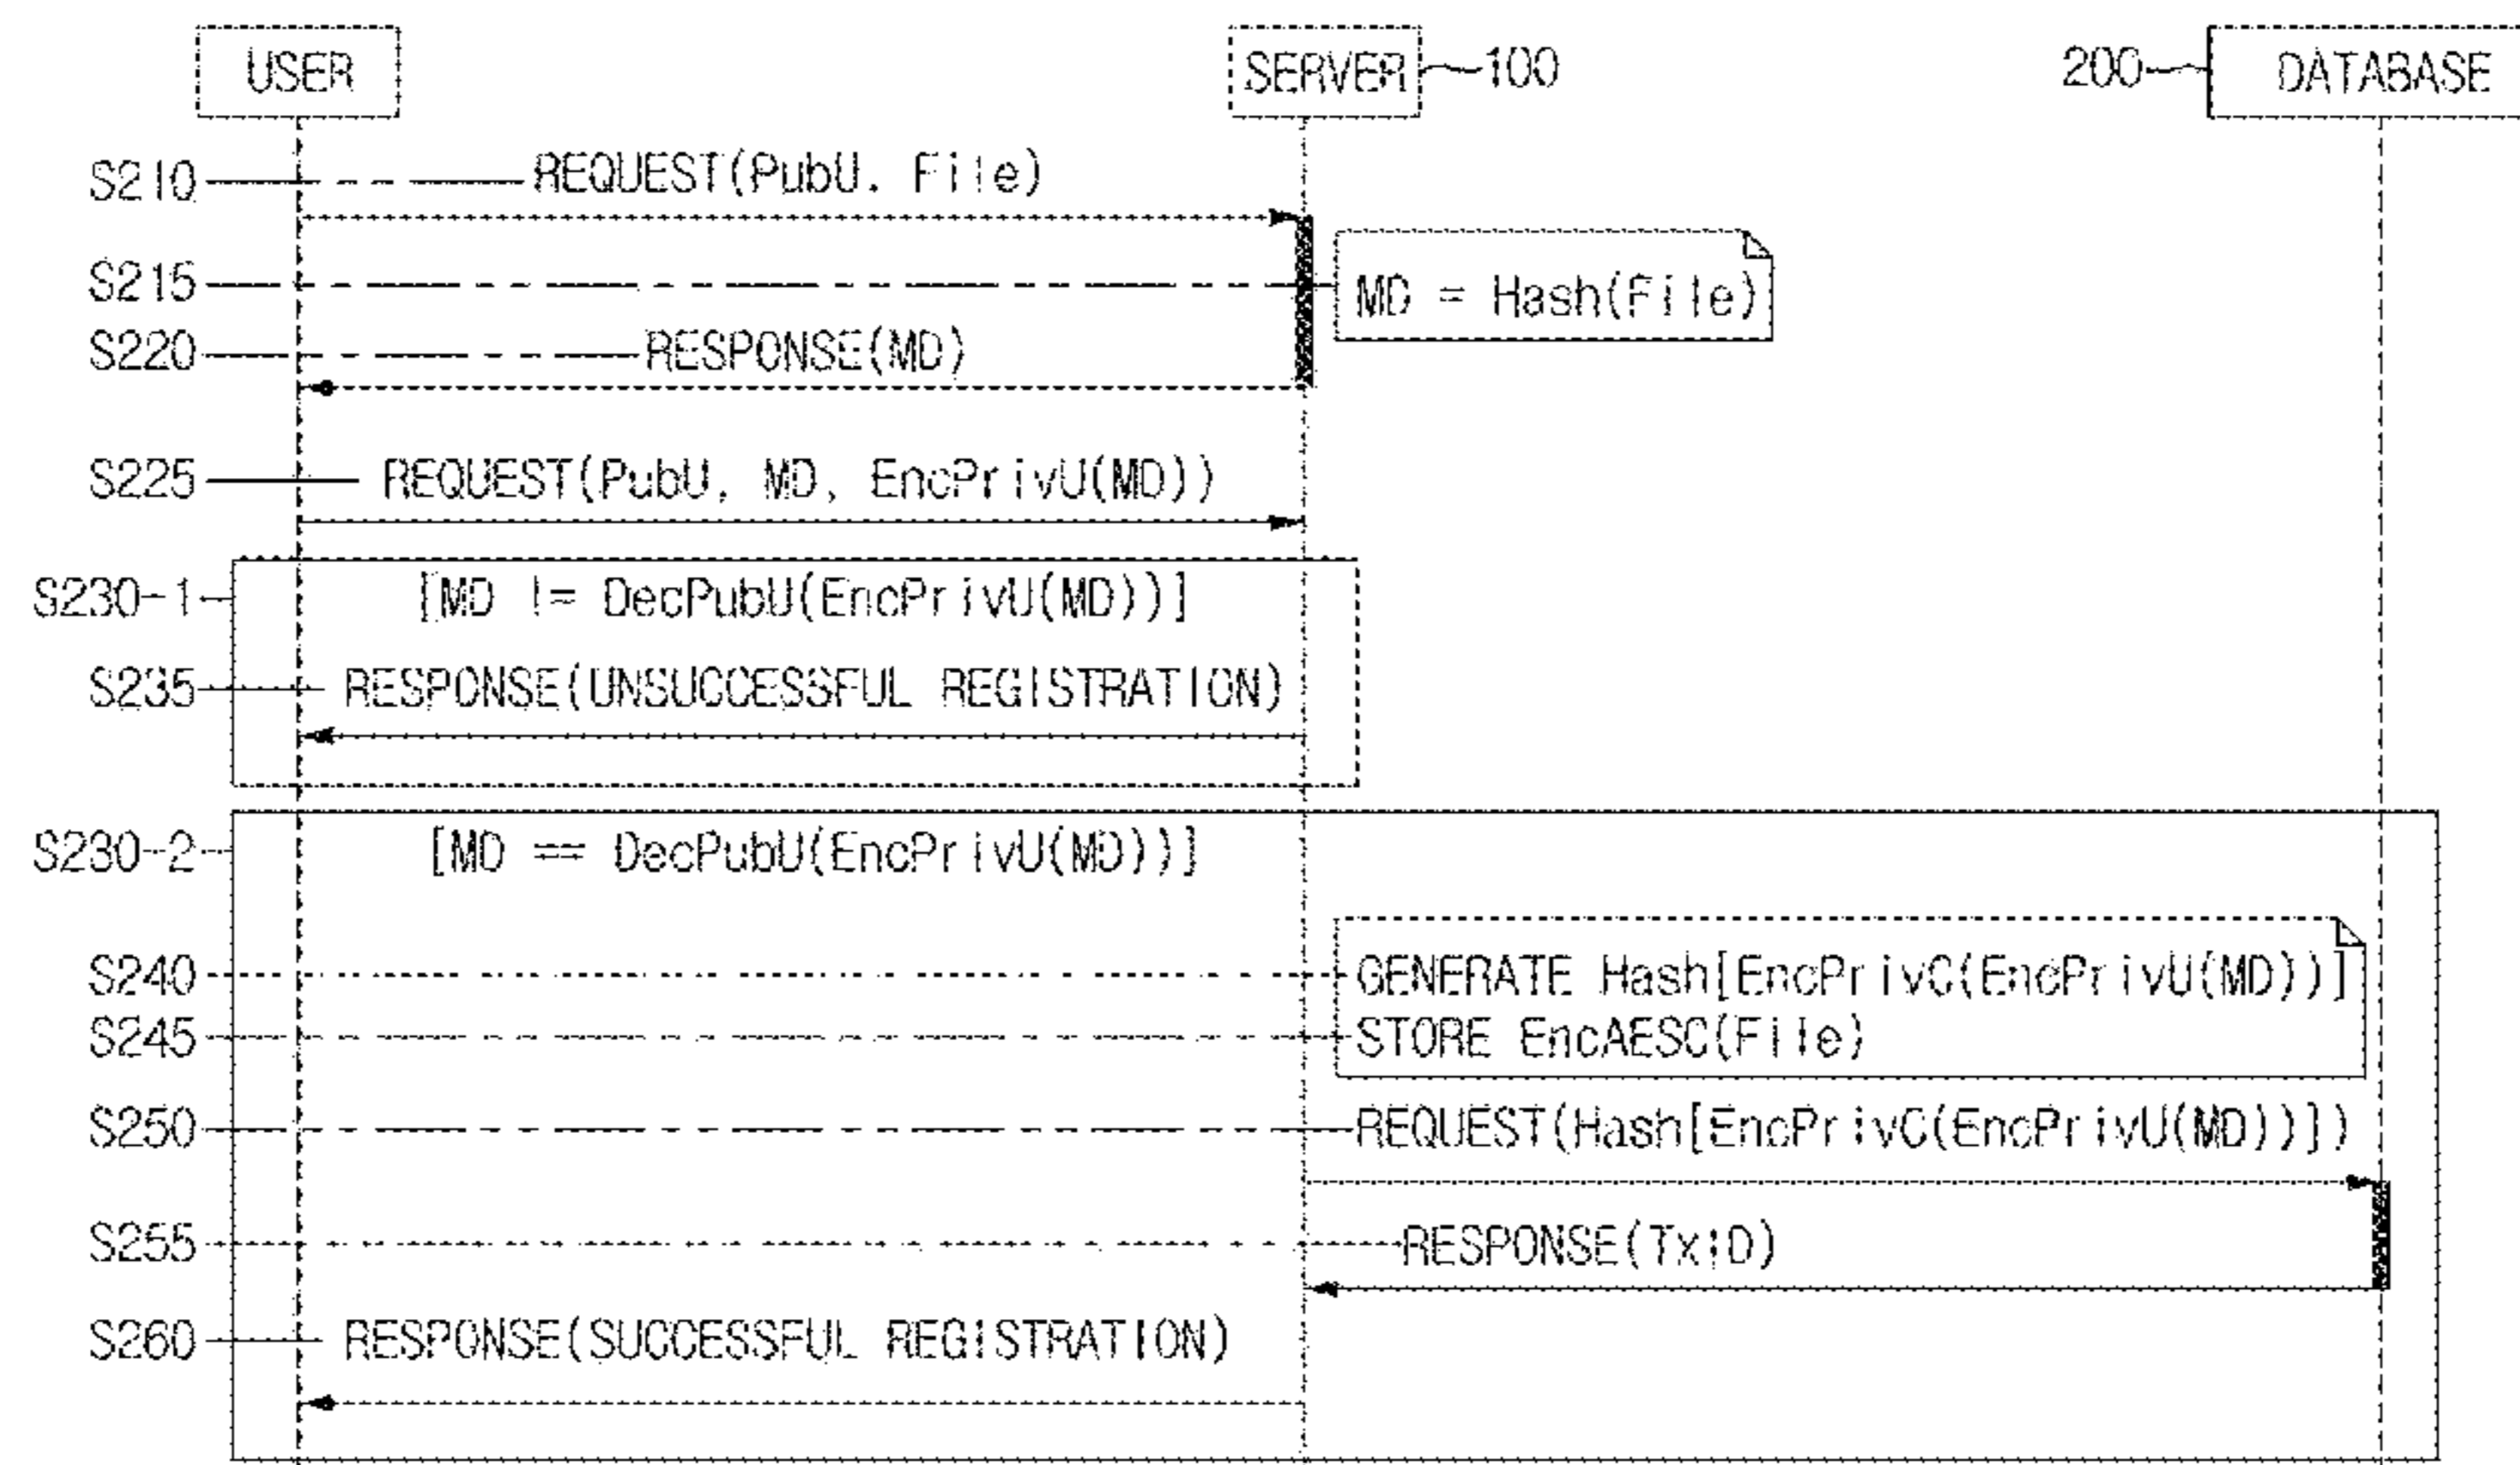 USER
SERVER 100
200 DATABASE
S210 REQUEST(PubU, File)
S215 MD = Hash(File)
S220 RESPONSE(MD)
S225 REQUEST(PubU, MD, EncPrivU(MD))
S230-1 [MD != DecPubU(EncPrivU(MD))]
S235 RESPONSE(UNSUCCESSFUL REGISTRATION)
S230-2 [MD == DecPubU(EncPrivU(MD))]
S240 GENERATE Hash[EncPrivC(EncPrivU(MD))]
S245 STORE EncAESC(File)
S250 REQUEST(Hash[EncPrivC(EncPrivU(MD))])
S255 RESPONSE(TxID)
S260 RESPONSE(SUCCESSFUL REGISTRATION)